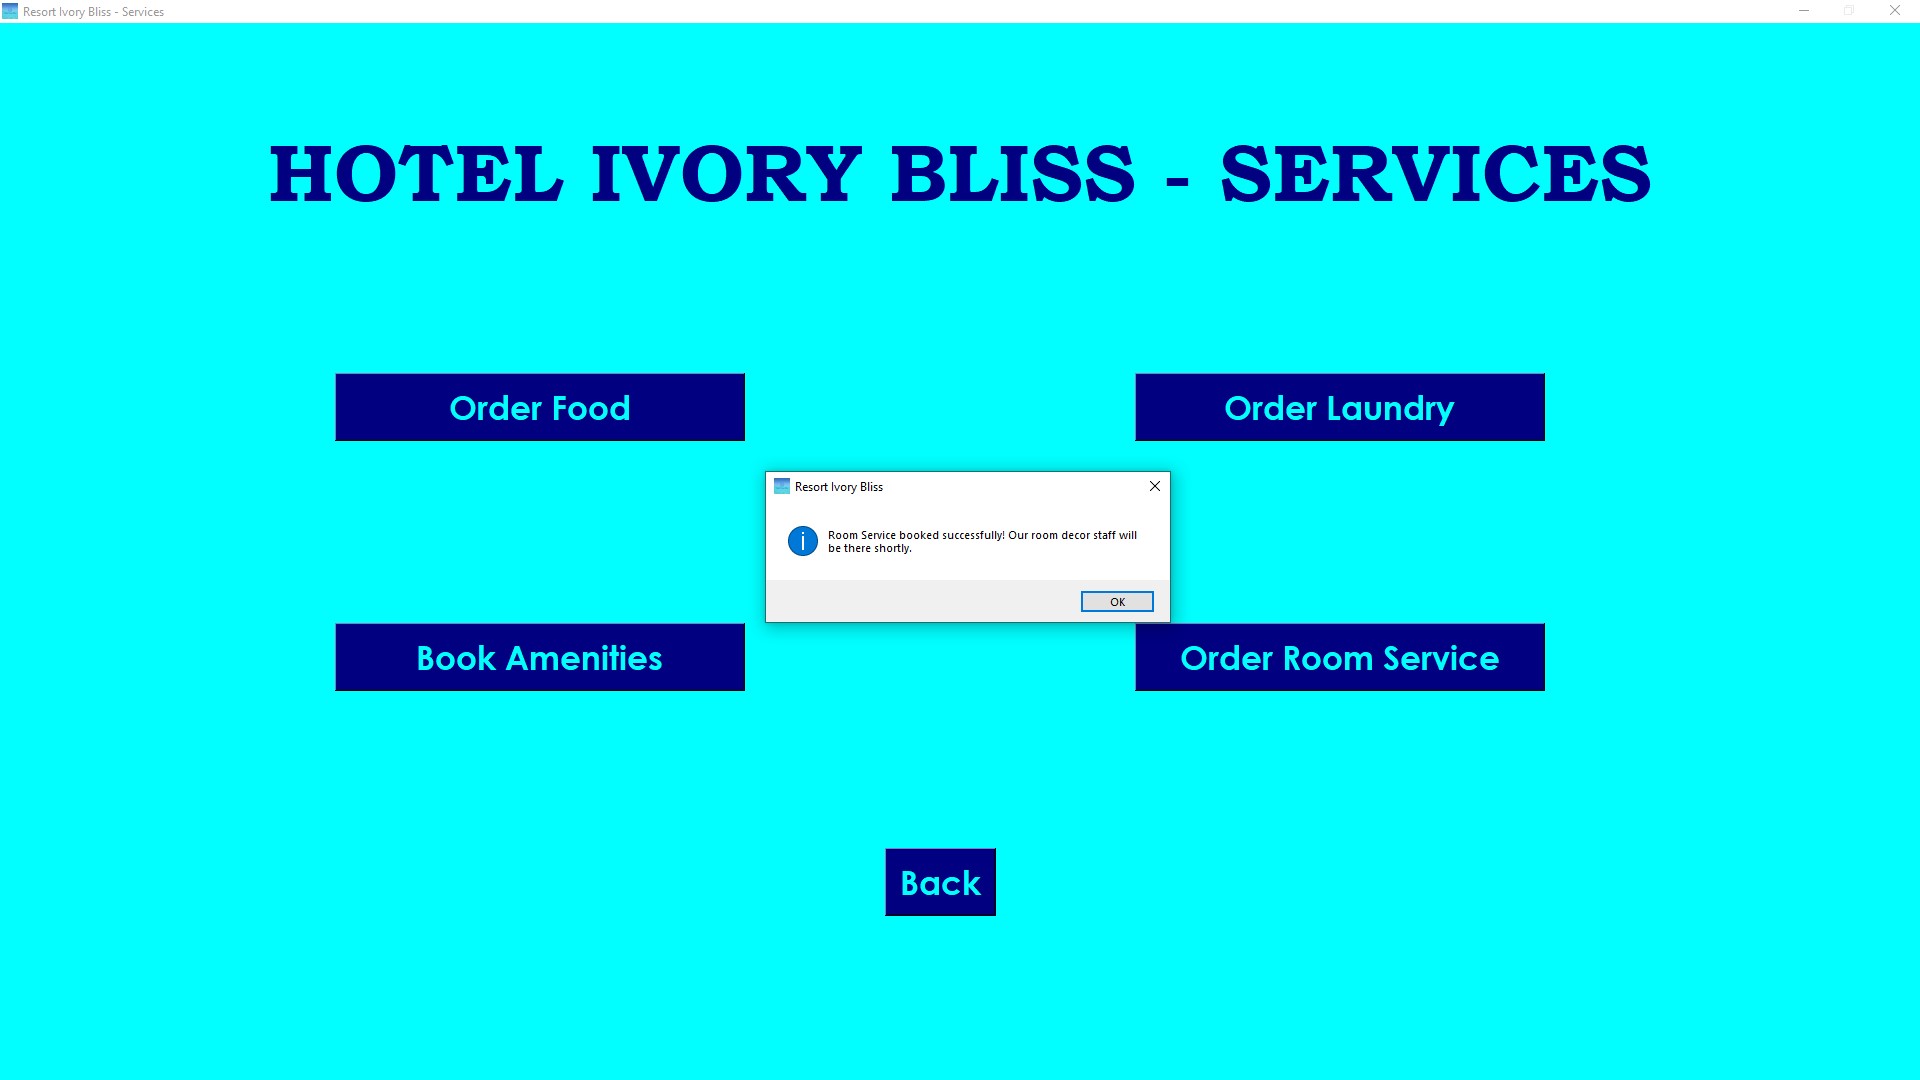 Resort Ivory Bliss - Services
HOTEL IVORY BLISS - SERVICES
Order Food
Order Laundry
Resort Ivory Bliss
Room Service booked successfully! Our room decor staff will
be there shortly.
OK
Book Amenities
Order Room Service
Back